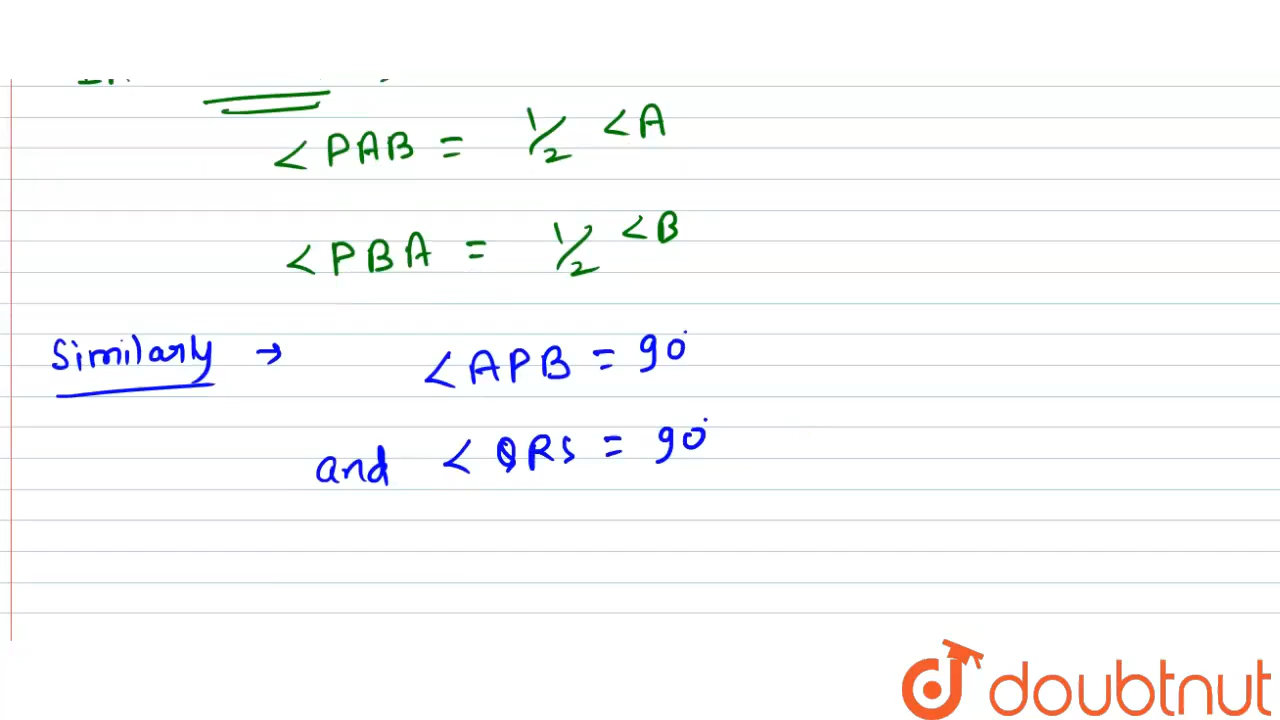 <PAB = 1/2 <A
<PBA = 1/2 <B
Similarly → <APB = 90°
and <QRS = 90°
doubtnut